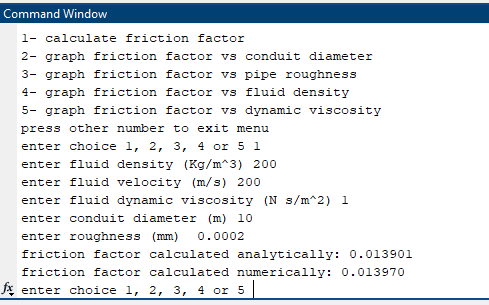 Command Window
1- calculate friction factor
2- graph friction factor vs conduit diameter
3- graph friction factor vs pipe roughness
4- graph friction factor vs fluid density
5- graph friction factor vs dynamic viscosity
press other number to exit menu
enter choice 1, 2, 3, 4 or 5 1
enter fluid density (Kg/m^3) 200
enter fluid velocity (m/s) 200
enter fluid dynamic viscosity (N s/m^2) 1
enter conduit diameter (m) 10
enter roughness (mm)  0.0002
friction factor calculated analytically: 0.013901
friction factor calculated numerically: 0.013970
fx enter choice 1, 2, 3, 4 or 5